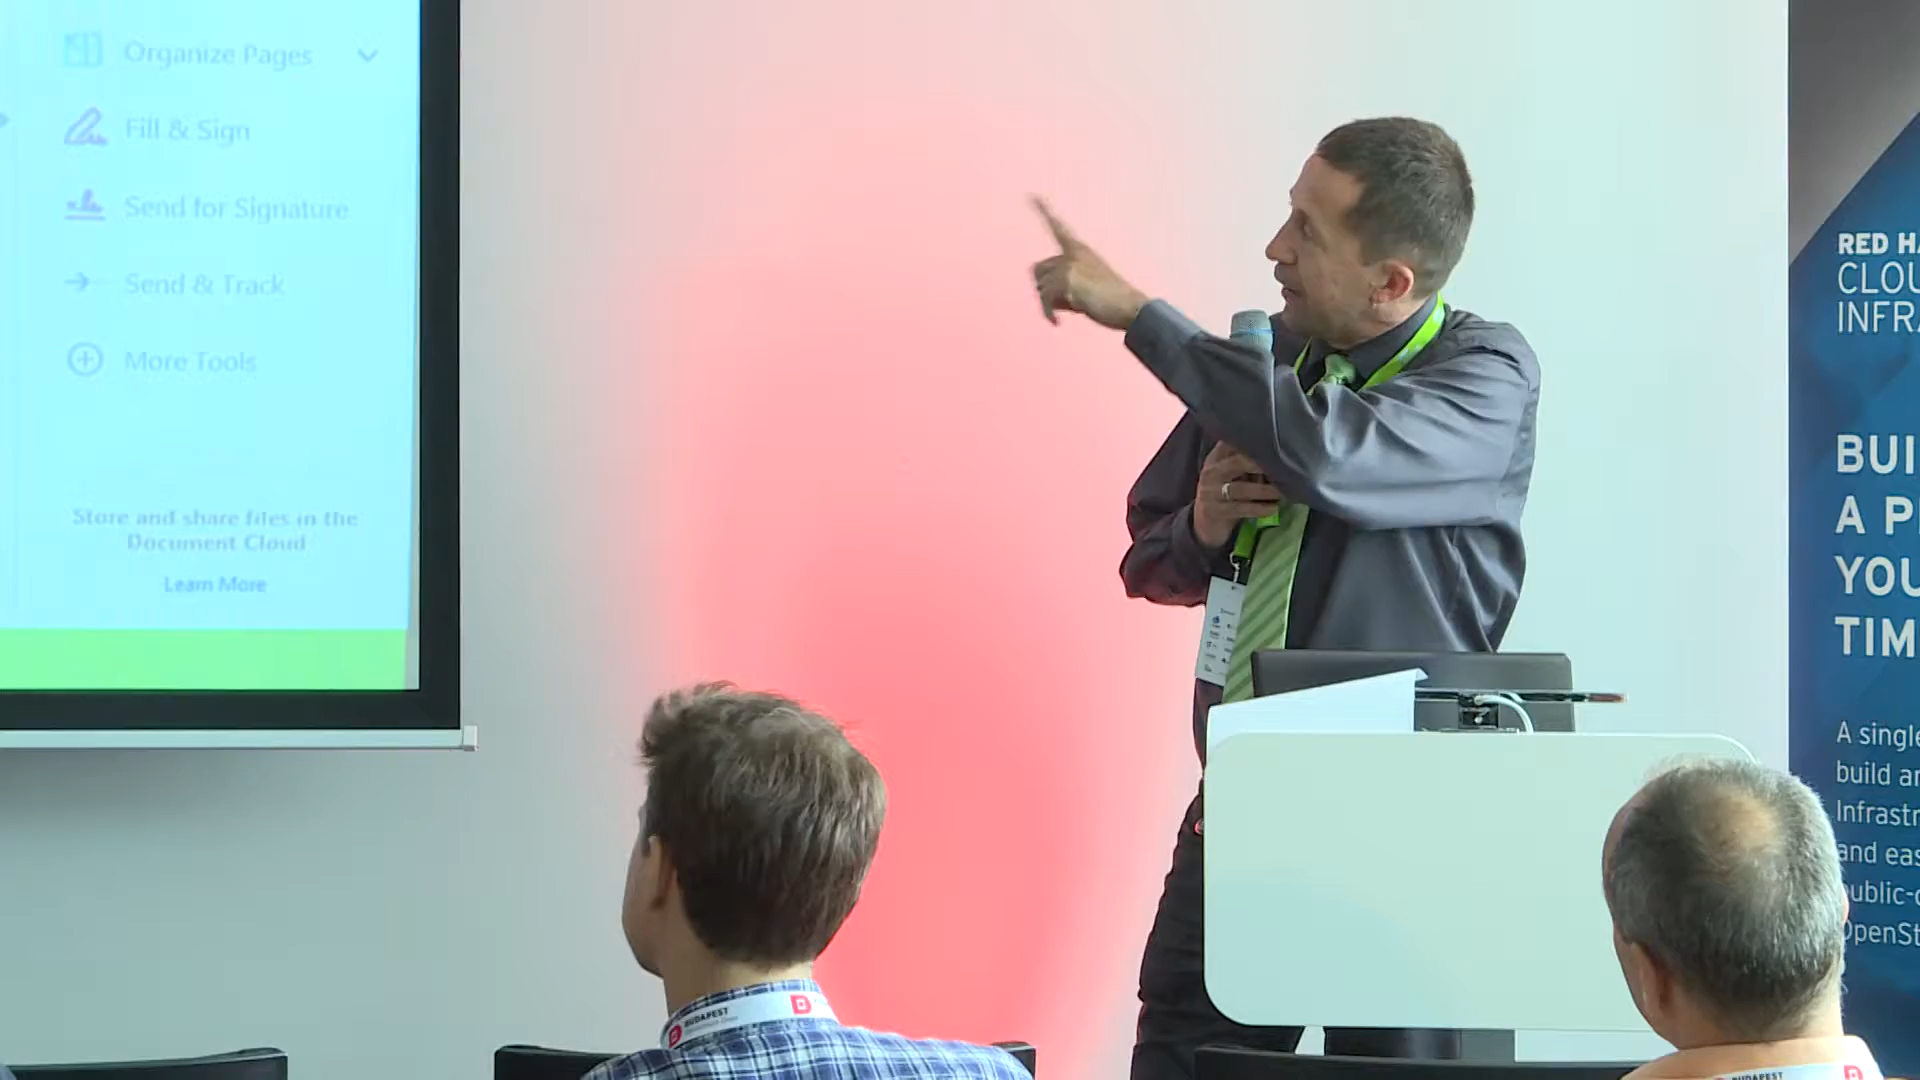 Organize Pages
Fill & Sign
Send for Signature
Send & Track
More Tools
Store and share files in the
Document Cloud
Learn More
RED HA
CLOU
INFRA
BUI
A P
YOU
TIM
A single
build an
Infrastr
and eas
public-c
OpenSt
BUDAPEST
BUDAPEST